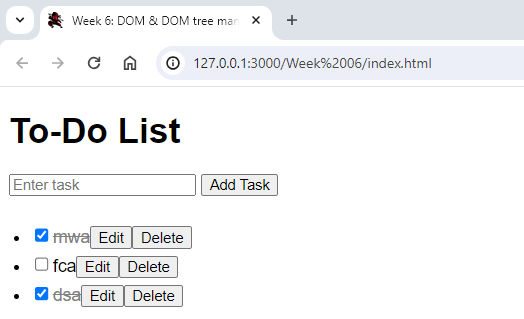 Week 6: DOM & DOM tree man
127.0.0.1:3000/Week%2006/index.html
To-Do List
Enter task Add Task
mwa Edit Delete
fca Edit Delete
dsa Edit Delete